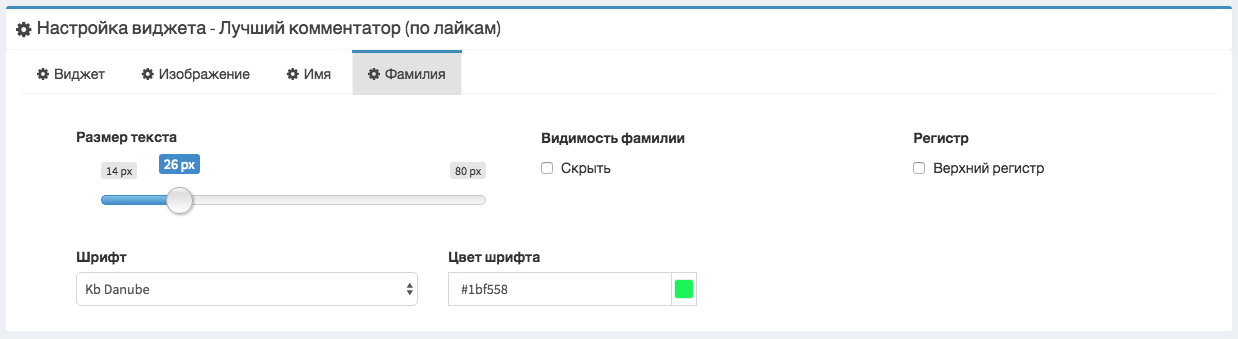 Настройка виджета - Лучший комментатор (по лайкам)
Виджет Изображение Имя Фамилия
Размер текста Видимость фамилии Регистр
14 px 26 px 80 px Скрыть Верхний регистр
Шрифт Цвет шрифта
Kb Danube #1bf558